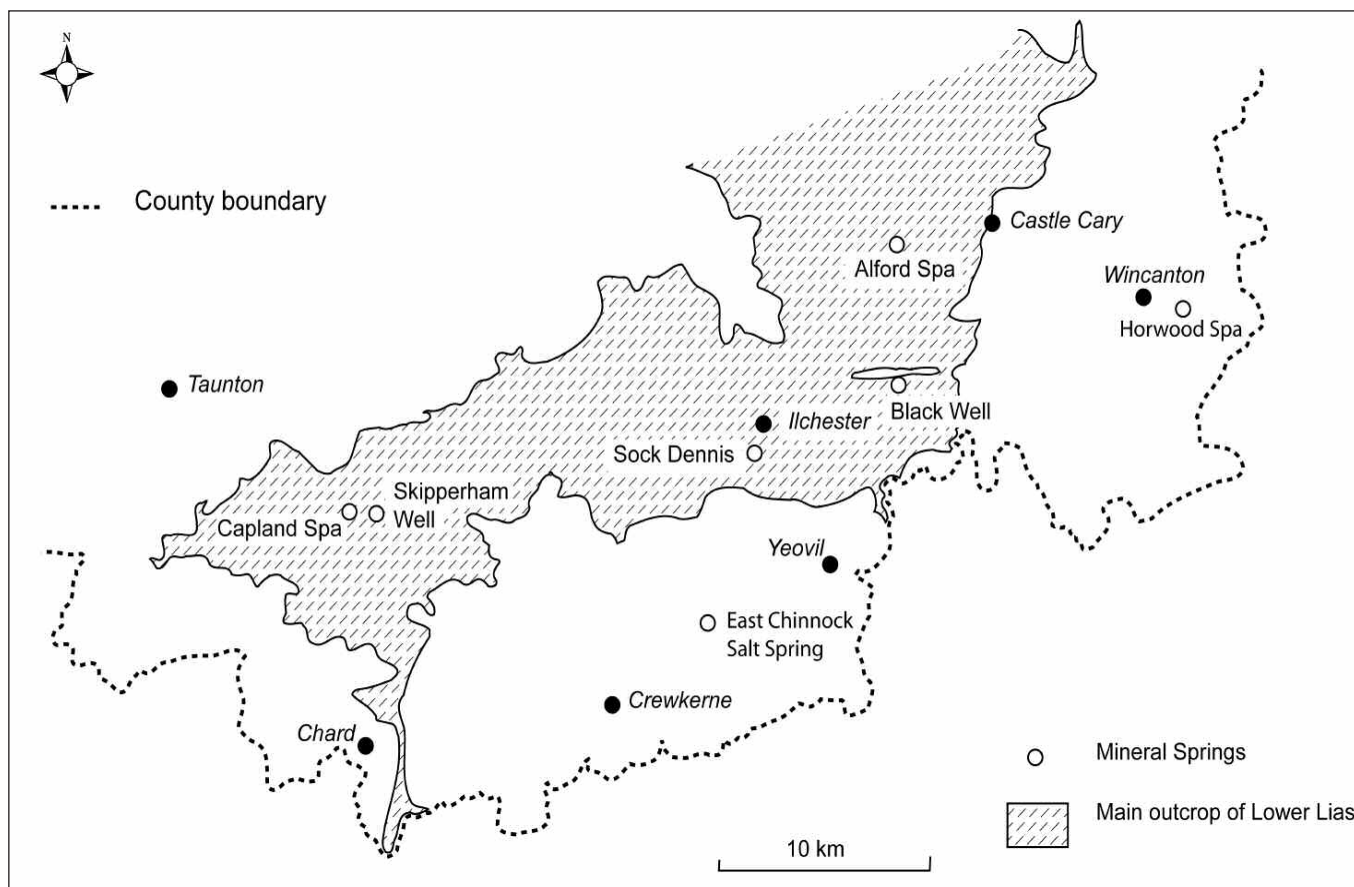 N
County boundary
Castle Cary
Alford Spa
Wincanton
Horwood Spa
Taunton
Black Well
Ilchester
Sock Dennis
Skipperham
Well
Capland Spa
Yeovil
East Chinnock
Salt Spring
Crewkerne
Chard
Mineral Springs
Main outcrop of Lower Lias
10 km